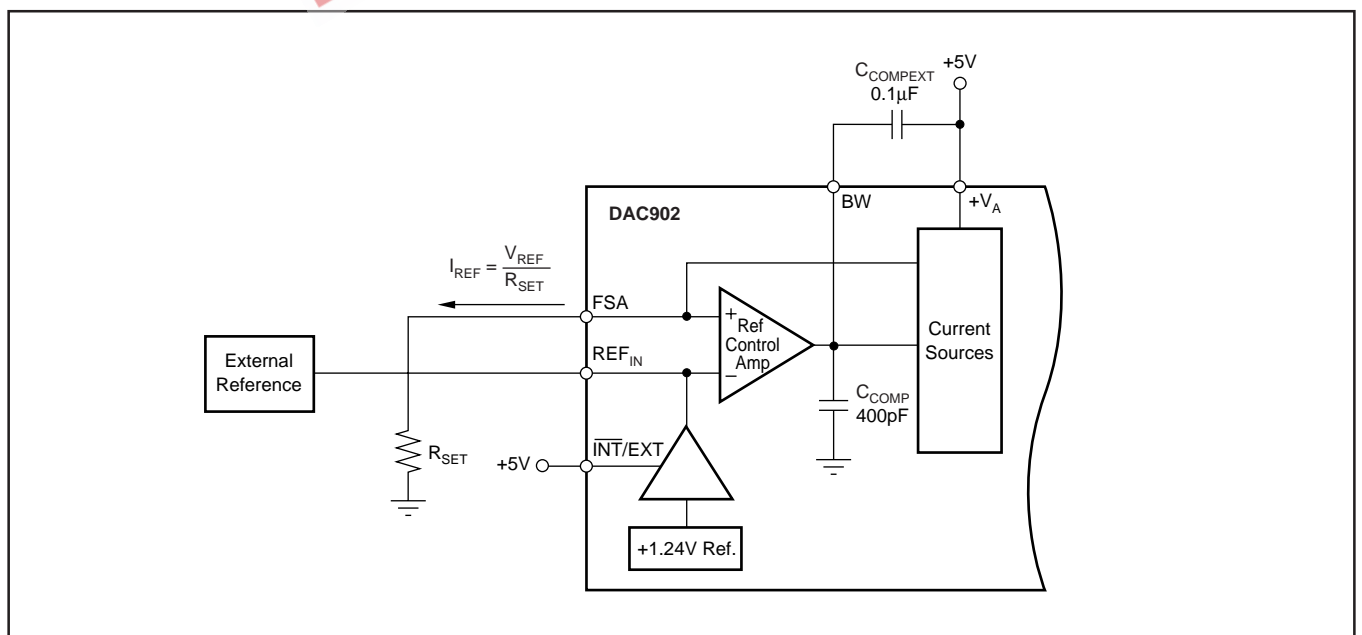 +5V
C_COMPEXT
0.1μF
BW
+V_A
DAC902
I_REF = V_REF / R_SET
FSA
+
Ref
Control
Amp
–
Current
Sources
REF_IN
External
Reference
C_COMP
400pF
R_SET
+5V
I̅N̅T̅/EXT
+1.24V Ref.